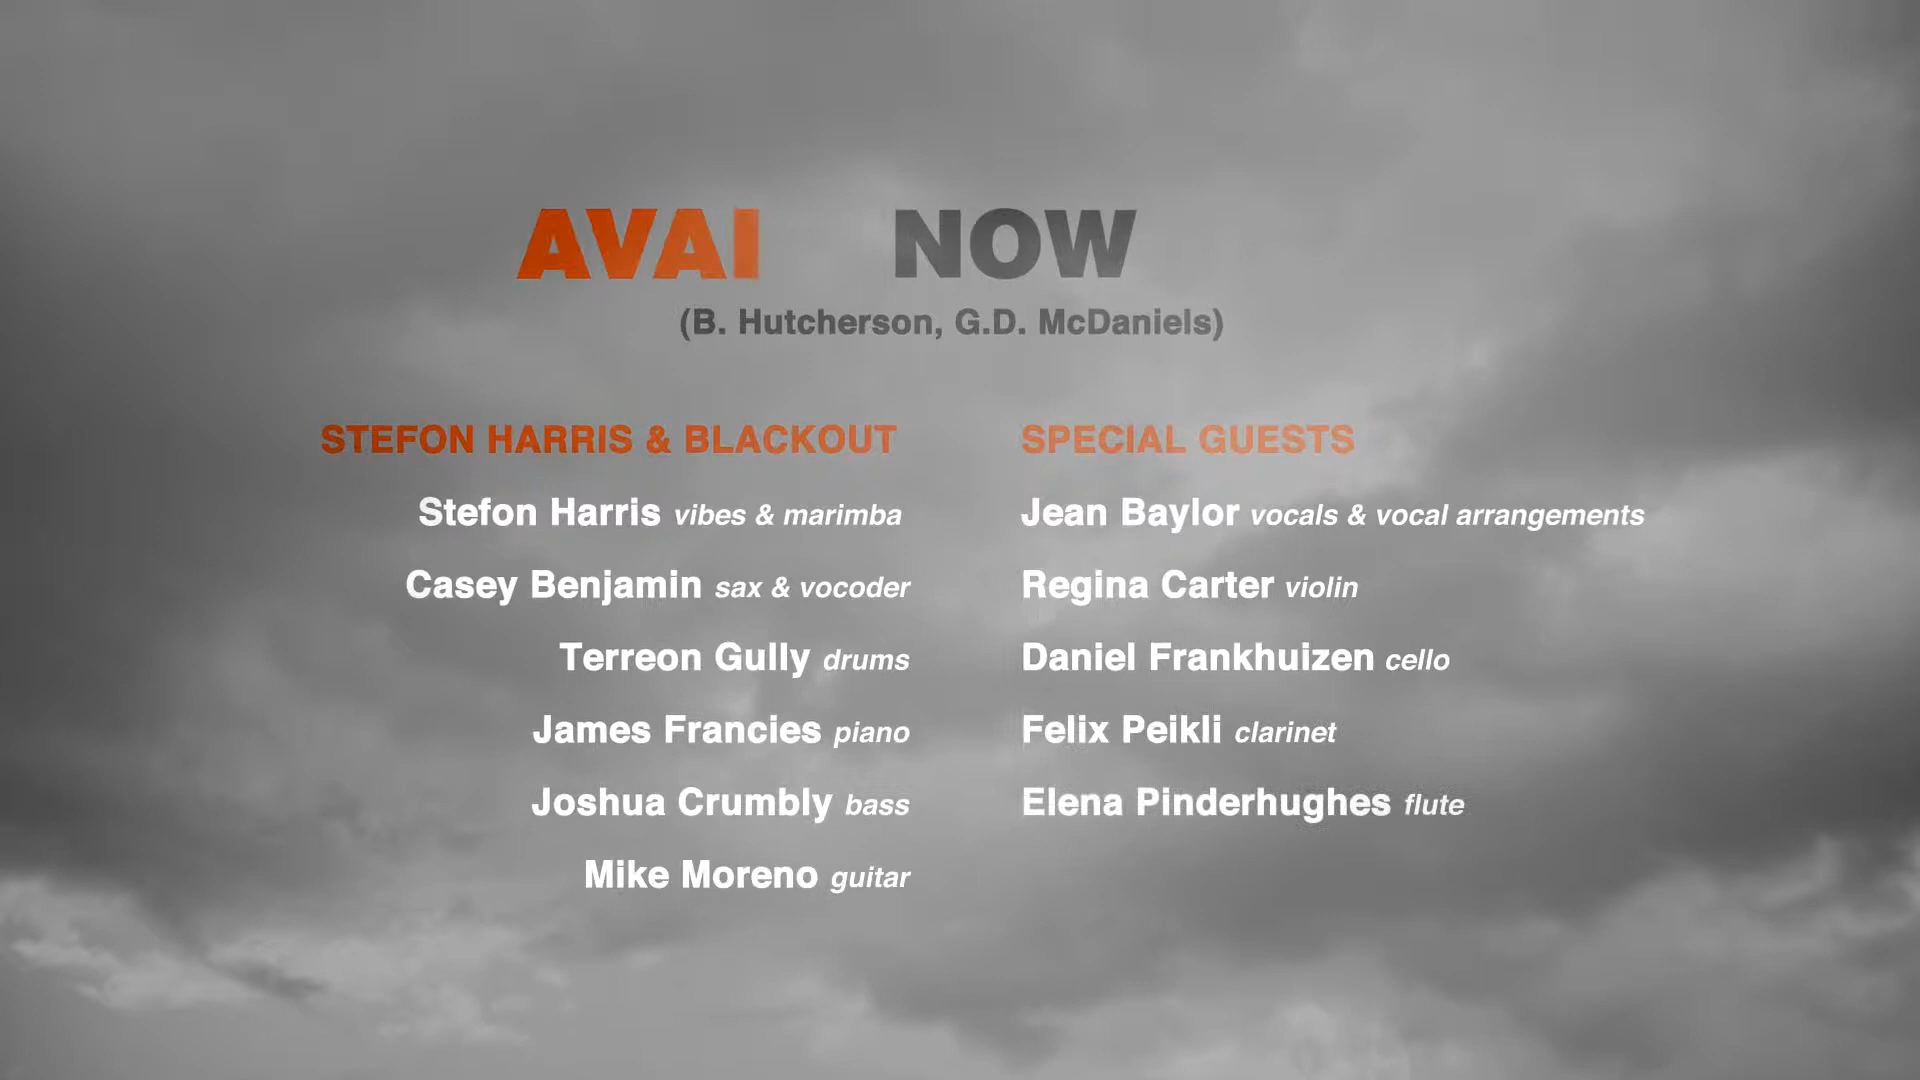 AVAI NOW
(B. Hutcherson, G.D. McDaniels)
STEFON HARRIS & BLACKOUT
Stefon Harris vibes & marimba
Casey Benjamin sax & vocoder
Terreon Gully drums
James Francies piano
Joshua Crumbly bass
Mike Moreno guitar
SPECIAL GUESTS
Jean Baylor vocals & vocal arrangements
Regina Carter violin
Daniel Frankhuizen cello
Felix Peikli clarinet
Elena Pinderhughes flute